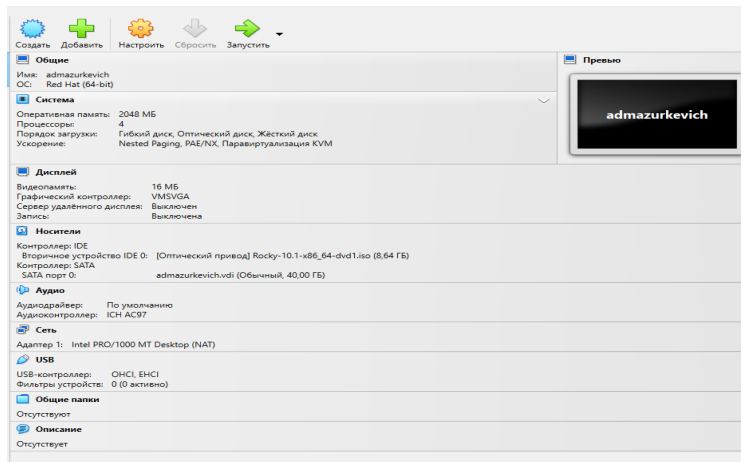 Создать Добавить Настроить Сбросить Запустить
Общие
Имя: admazurkevich
ОС: Red Hat (64-bit)
Превью
admazurkevich
Система
Оперативная память: 2048 МБ
Процессоры: 4
Порядок загрузки: Гибкий диск, Оптический диск, Жёсткий диск
Ускорение: Nested Paging, PAE/NX, Паравиртуализация KVM
Дисплей
Видеопамять: 16 МБ
Графический контроллер: VMSVGA
Сервер удалённого дисплея: Выключен
Запись: Выключена
Носители
Контроллер: IDE
Вторичное устройство IDE 0: [Оптический привод] Rocky-10.1-x86_64-dvd1.iso (8,64 ГБ)
Контроллер: SATA
SATA порт 0: admazurkevich.vdi (Обычный, 40,00 ГБ)
Аудио
Аудиодрайвер: По умолчанию
Аудиоконтроллер: ICH AC97
Сеть
Адаптер 1: Intel PRO/1000 MT Desktop (NAT)
USB
USB-контроллер: OHCI, EHCI
Фильтры устройств: 0 (0 активно)
Общие папки
Отсутствуют
Описание
Отсутствует